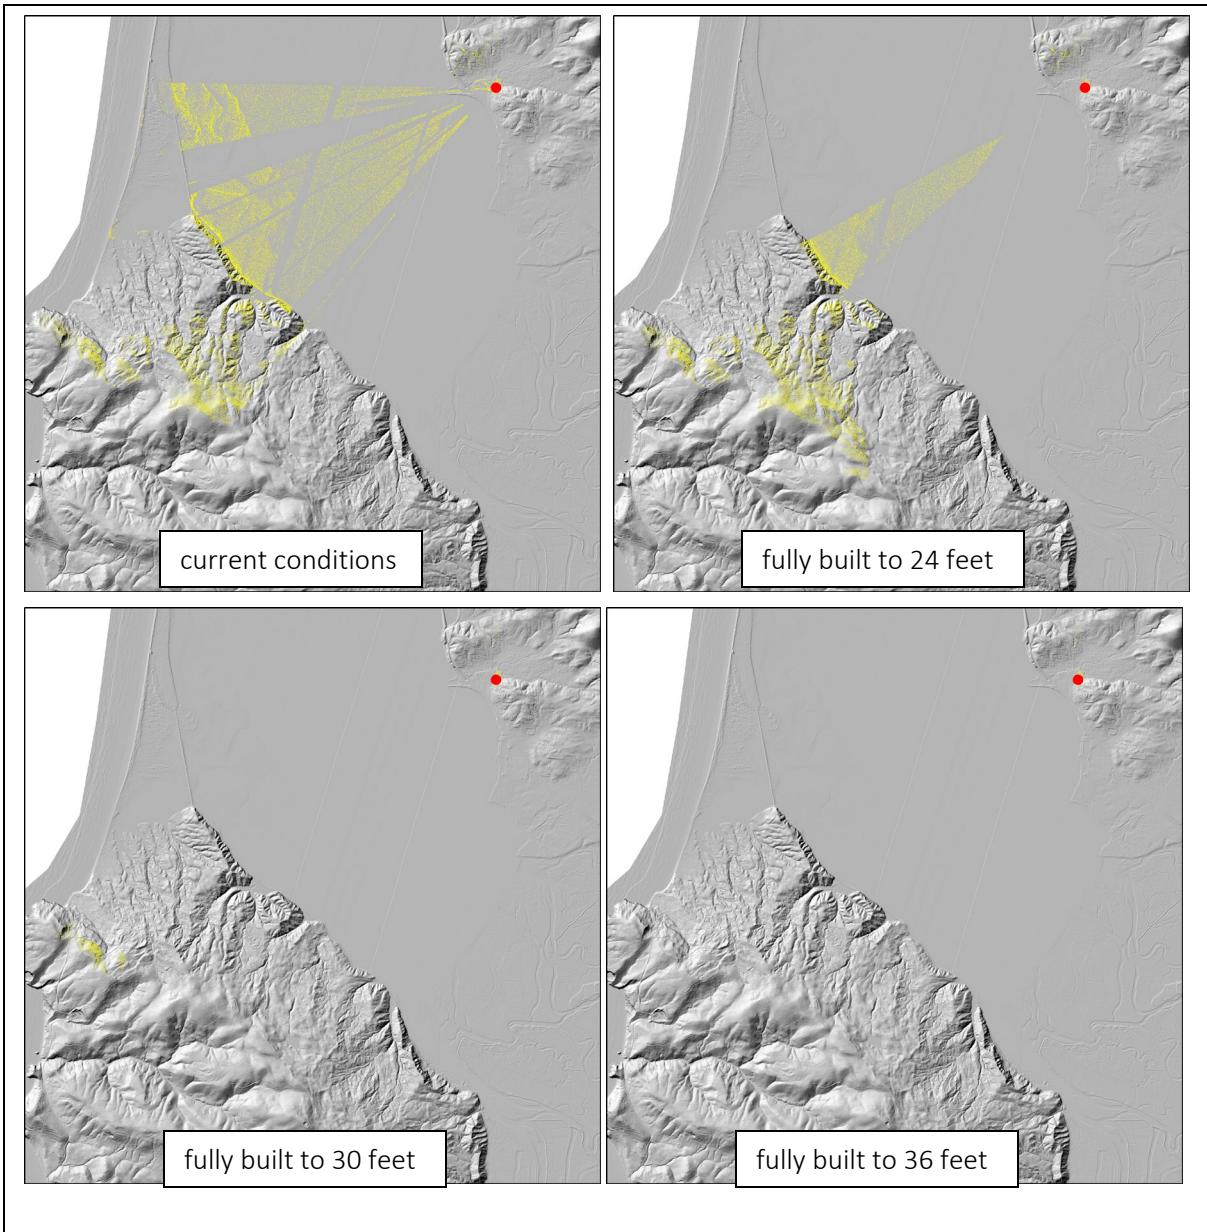 current conditions
fully built to 24 feet
fully built to 30 feet
fully built to 36 feet